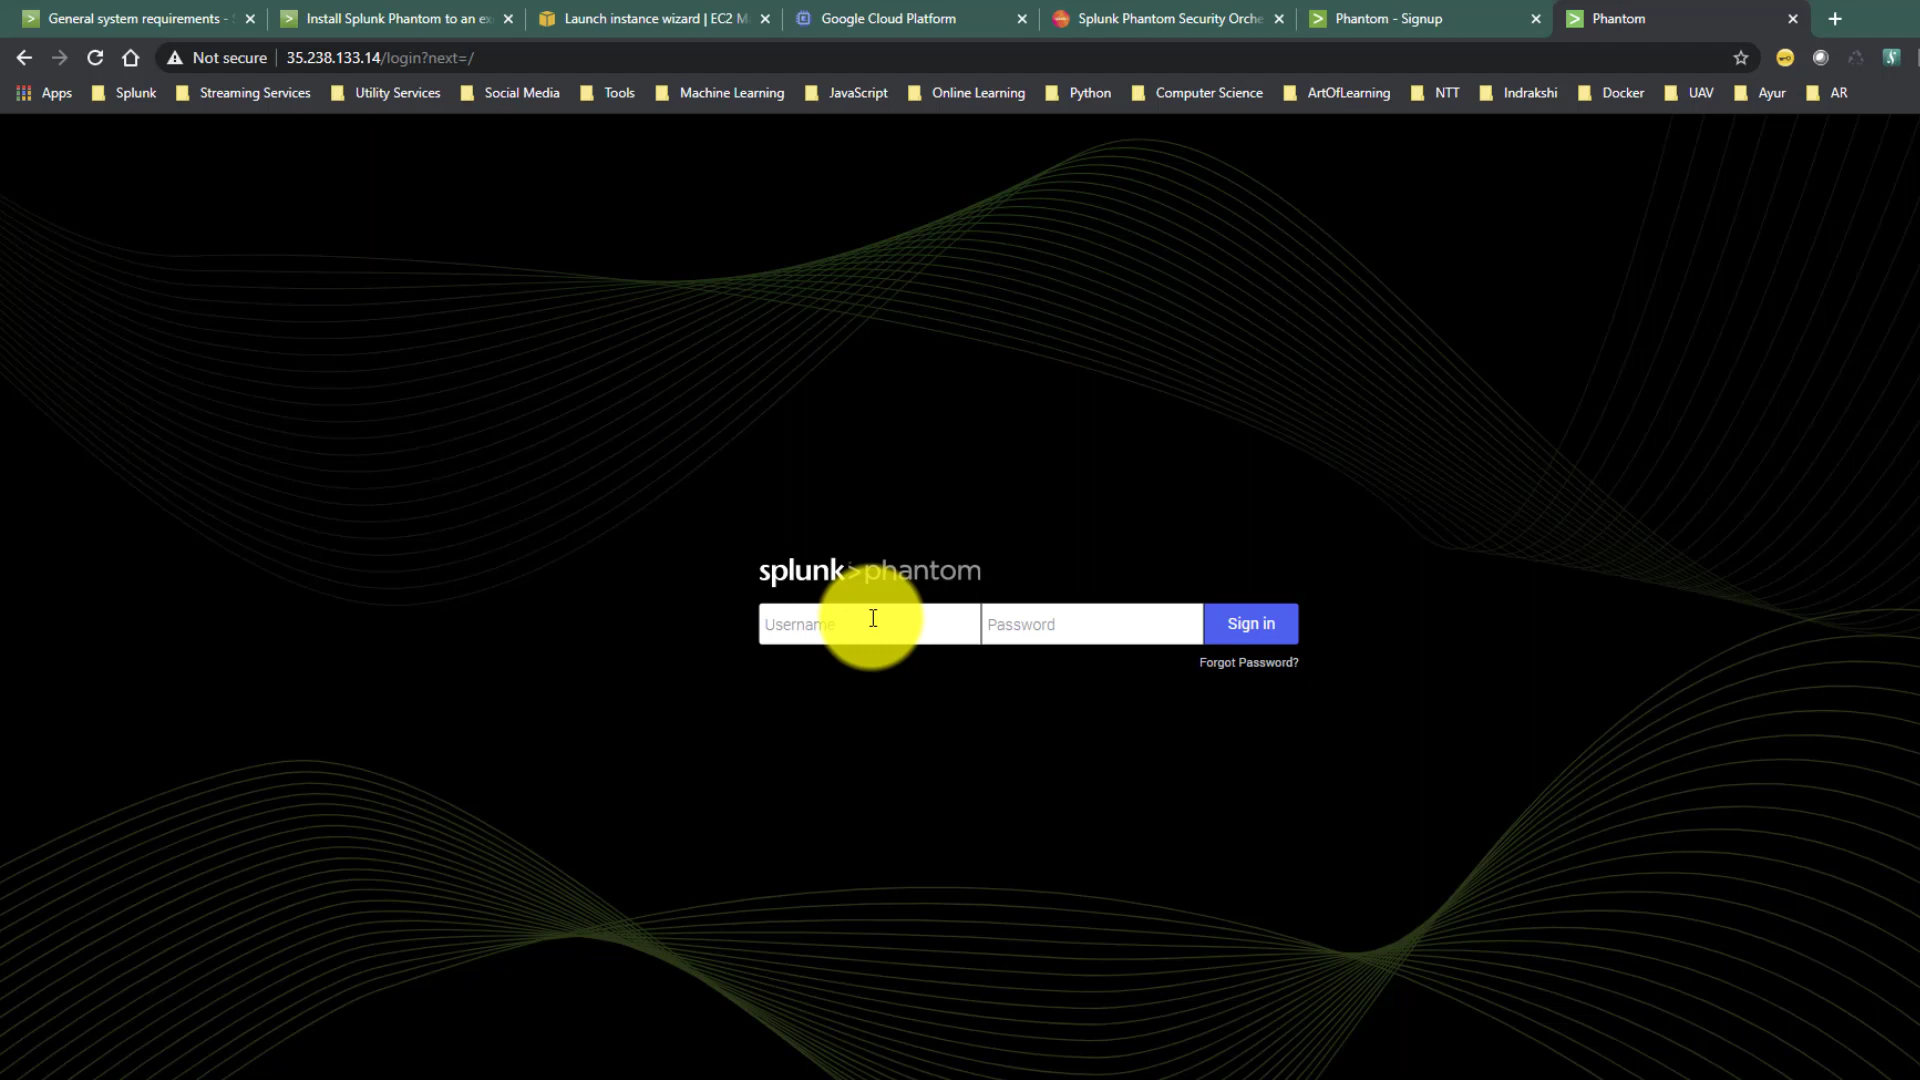 General system requirements -
Install Splunk Phantom to an ex
Launch instance wizard | EC2 M
Google Cloud Platform
Splunk Phantom Security Orche
Phantom - Signup
Phantom
Not secure
35.238.133.14/login?next=/
Apps
Splunk
Streaming Services
Utility Services
Social Media
Tools
Machine Learning
JavaScript
Online Learning
Python
Computer Science
ArtOfLearning
NTT
Indrakshi
Docker
UAV
Ayur
AR
splunk>phantom
Username
Password
Sign in
Forgot Password?